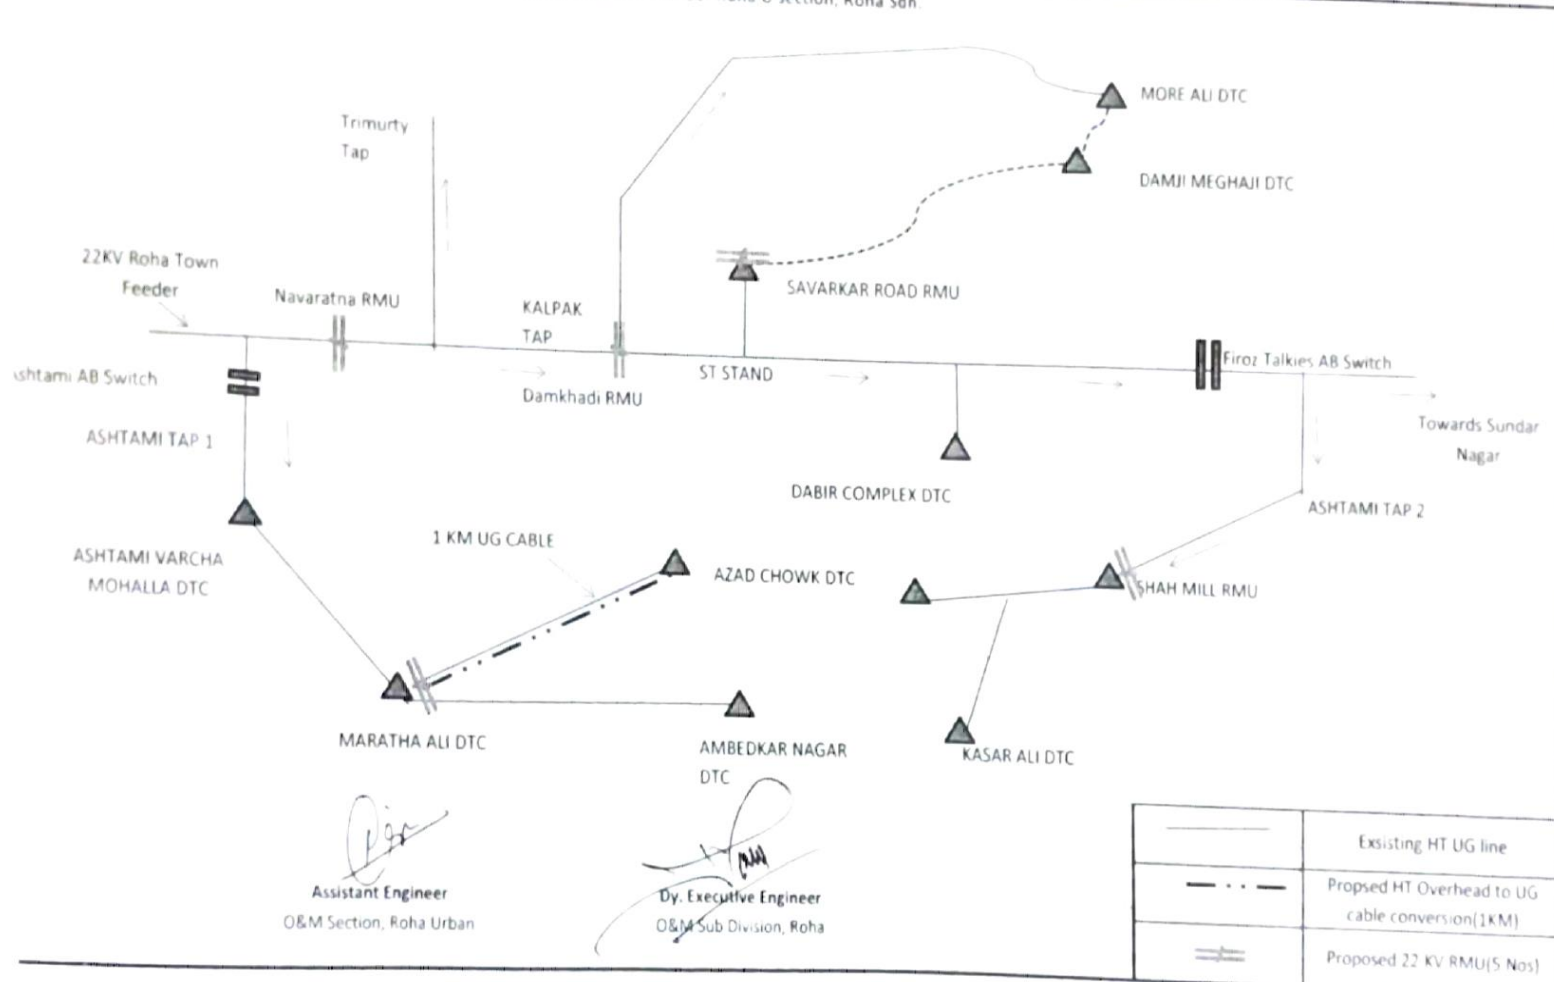 Section, Roha Sdn.
MORE ALI DTC
Trimurty
Tap
DAMJI MEGHAJI DTC
22KV Roha Town
Feeder
Navaratna RMU
SAVARKAR ROAD RMU
KALPAK
TAP
Firoz Talkies AB Switch
shtami AB Switch
ST STAND
Damkhadi RMU
Towards Sundar
Nagar
ASHTAMI TAP 1
DABIR COMPLEX DTC
ASHTAMI TAP 2
1 KM UG CABLE
ASHTAMI VARCHA
MOHALLA DTC
AZAD CHOWK DTC
SHAH MILL RMU
MARATHA ALI DTC
AMBEDKAR NAGAR
DTC
KASAR ALI DTC
Exsisting HT UG line
Propsed HT Overhead to UG
cable conversion(1KM)
Proposed 22 KV RMU(5 Nos)
Assistant Engineer
O&M Section, Roha Urban
Dy. Executive Engineer
O&M Sub Division, Roha